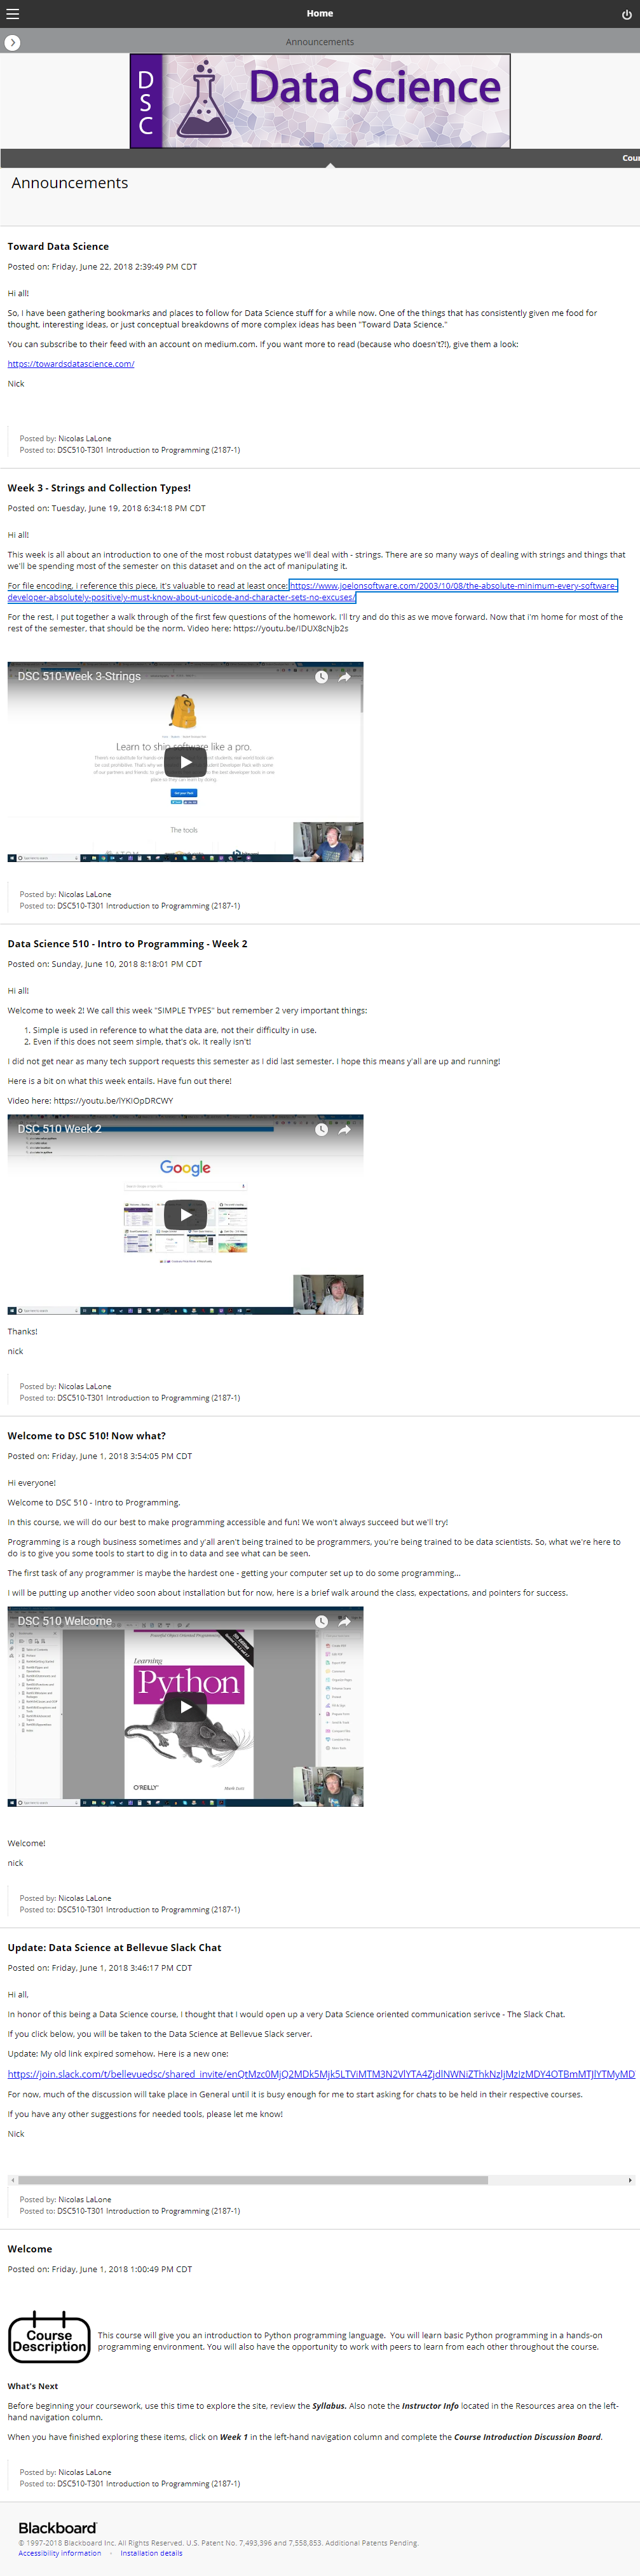 Home
Announcements
DSC
Data Science
Cour
Announcements
Toward Data Science
Posted on: Friday, June 22, 2018 2:39:49 PM CDT
Hi all!
So, I have been gathering bookmarks and places to follow for Data Science stuff for a while now. One of the things that has consistently given me food for
thought, interesting ideas, or just conceptual breakdowns of more complex ideas has been "Toward Data Science."
You can subscribe to their feed with an account on medium.com. If you want more to read (because who doesn't?!), give them a look:
https://towardsdatascience.com/
Nick
Posted by: Nicolas LaLone
Posted to: DSC510-T301 Introduction to Programming (2187-1)
Week 3 - Strings and Collection Types!
Posted on: Tuesday, June 19, 2018 6:34:18 PM CDT
Hi all!
This week is all about an introduction to one of the most robust datatypes we'll deal with - strings. There are so many ways of dealing with strings and things that
we'll be spending most of the semester on this dataset and on the act of manipulating it.
For file encoding, i reference this piece. it's valuable to read at least once: https://www.joelonsoftware.com/2003/10/08/the-absolute-minimum-every-software-
developer-absolutely-positively-must-know-about-unicode-and-character-sets-no-excuses/
For the rest, I put together a walk through of the first few questions of the homework. I'll try and do this as we move forward. Now that i'm home for most of the
rest of the semester, that should be the norm. Video here: https://youtu.be/IDUX8cNJb2s
DSC 510-Week 3-Strings
Learn to ship software like a pro.
The tools
Posted by: Nicolas LaLone
Posted to: DSC510-T301 Introduction to Programming (2187-1)
Data Science 510 - Intro to Programming - Week 2
Posted on: Sunday, June 10, 2018 8:18:01 PM CDT
Hi all!
Welcome to week 2! We call this week "SIMPLE TYPES" but remember 2 very important things:
1. Simple is used in reference to what the data are, not their difficulty in use.
2. Even if this does not seem simple, that's ok. It really isn't!
I did not get near as many tech support requests this semester as I did last semester. I hope this means y'all are up and running!
Here is a bit on what this week entails. Have fun out there!
Video here: https://youtu.be/lYKiOpDRCWY
DSC 510 Week 2
Google
Thanks!
nick
Posted by: Nicolas LaLone
Posted to: DSC510-T301 Introduction to Programming (2187-1)
Welcome to DSC 510! Now what?
Posted on: Friday, June 1, 2018 3:54:05 PM CDT
Hi everyone!
Welcome to DSC 510 - Intro to Programming.
In this course, we will do our best to make programming accessible and fun! We won't always succeed but we'll try!
Programming is a rough business sometimes and y'all aren't being trained to be programmers, you're being trained to be data scientists. So, what we're here to
do is to give you some tools to start to dig in to data and see what can be seen.
The first task of any programmer is maybe the hardest one - getting your computer set up to do some programming...
I will be putting up another video soon about installation but for now, here is a brief walk around the class, expectations, and pointers for success.
DSC 510 Welcome
Powerful Object-Oriented Programming
Learning
Python
O'REILLY
Mark Lutz
Welcome!
nick
Posted by: Nicolas LaLone
Posted to: DSC510-T301 Introduction to Programming (2187-1)
Update: Data Science at Bellevue Slack Chat
Posted on: Friday, June 1, 2018 3:46:17 PM CDT
Hi all,
In honor of this being a Data Science course, I thought that I would open up a very Data Science oriented communication serivce - The Slack Chat.
If you click below, you will be taken to the Data Science at Bellevue Slack server.
Update: My old link expired somehow. Here is a new one:
https://join.slack.com/t/bellevuedsc/shared_invite/enQtMzc0MjQ2MDk5Mjk5LTViMTM3N2VlYTA4ZjdlNWNiZThkNzljMzIzMDY4OTBmMTJlYTMyMD
For now, much of the discussion will take place in General until it is busy enough for me to start asking for chats to be held in their respective courses.
If you have any other suggestions for needed tools, please let me know!
Nick
Posted by: Nicolas LaLone
Posted to: DSC510-T301 Introduction to Programming (2187-1)
Welcome
Posted on: Friday, June 1, 2018 1:00:49 PM CDT
Course
Description
This course will give you an introduction to Python programming language. You will learn basic Python programming in a hands-on
programming environment. You will also have the opportunity to work with peers to learn from each other throughout the course.
What's Next
Before beginning your coursework, use this time to explore the site, review the Syllabus. Also note the Instructor Info located in the Resources area on the left-
hand navigation column.
When you have finished exploring these items, click on Week 1 in the left-hand navigation column and complete the Course Introduction Discussion Board.
Posted by: Nicolas LaLone
Posted to: DSC510-T301 Introduction to Programming (2187-1)
Blackboard
© 1997-2018 Blackboard Inc. All Rights Reserved. U.S. Patent No. 7,493,396 and 7,558,853. Additional Patents Pending.
Accessibility information · Installation details